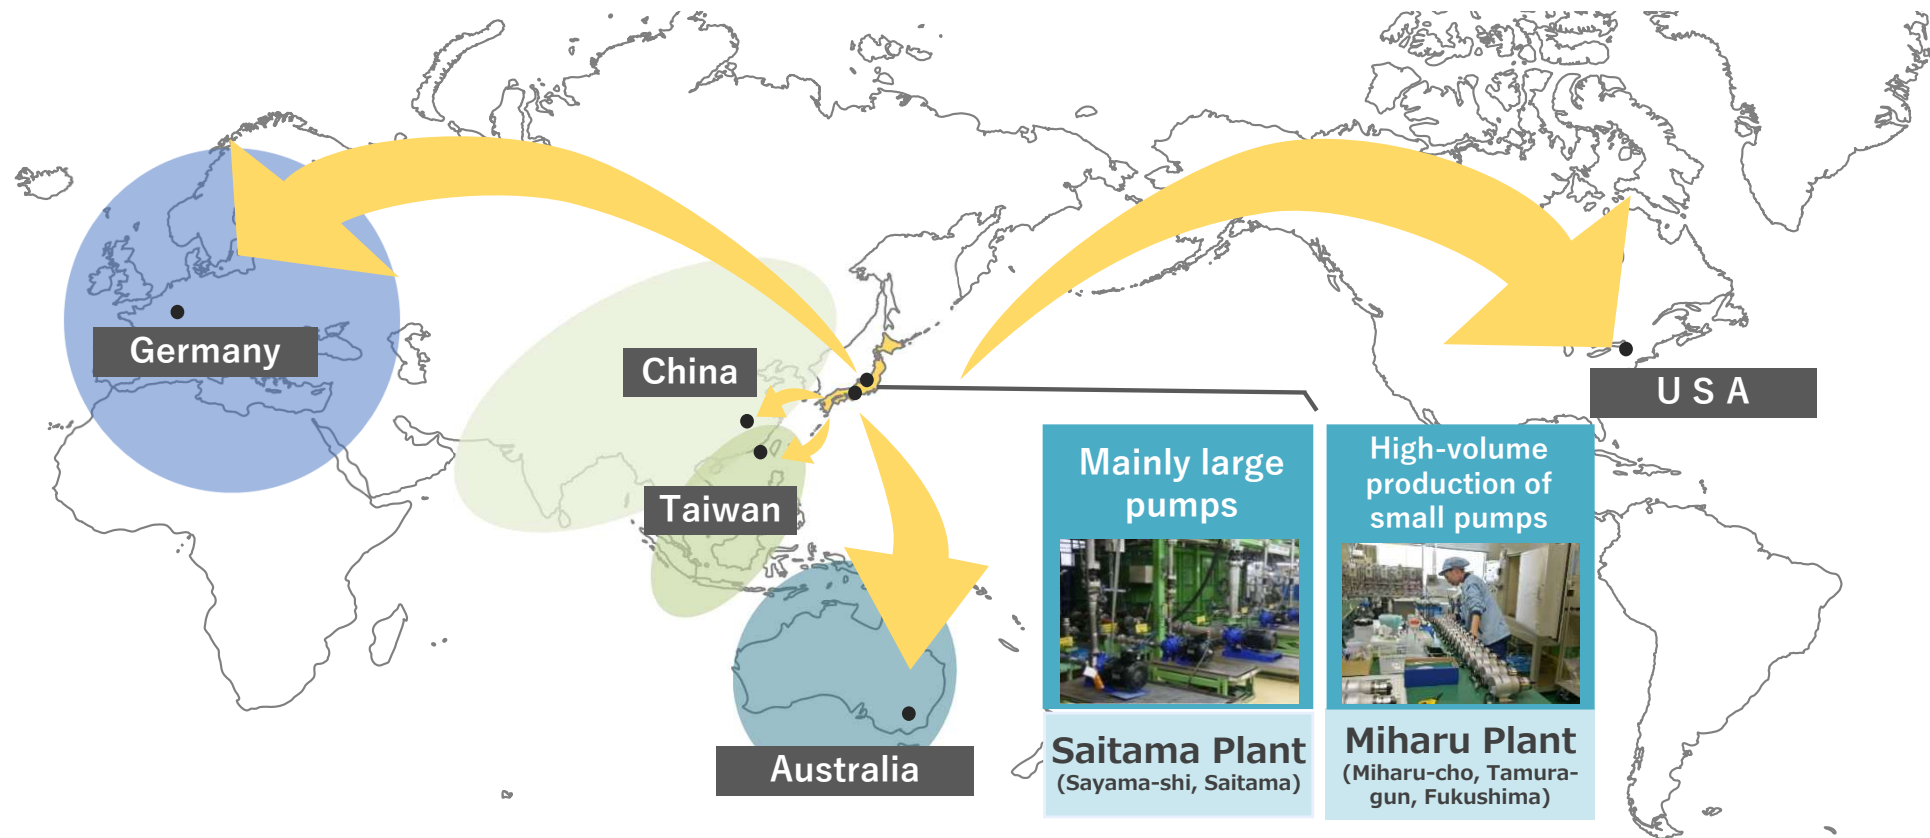 Germany
China
Taiwan
Australia
U S A
Mainly large
pumps
Saitama Plant
(Sayama-shi, Saitama)
High-volume
production of
small pumps
Miharu Plant
(Miharu-cho, Tamura-
gun, Fukushima)